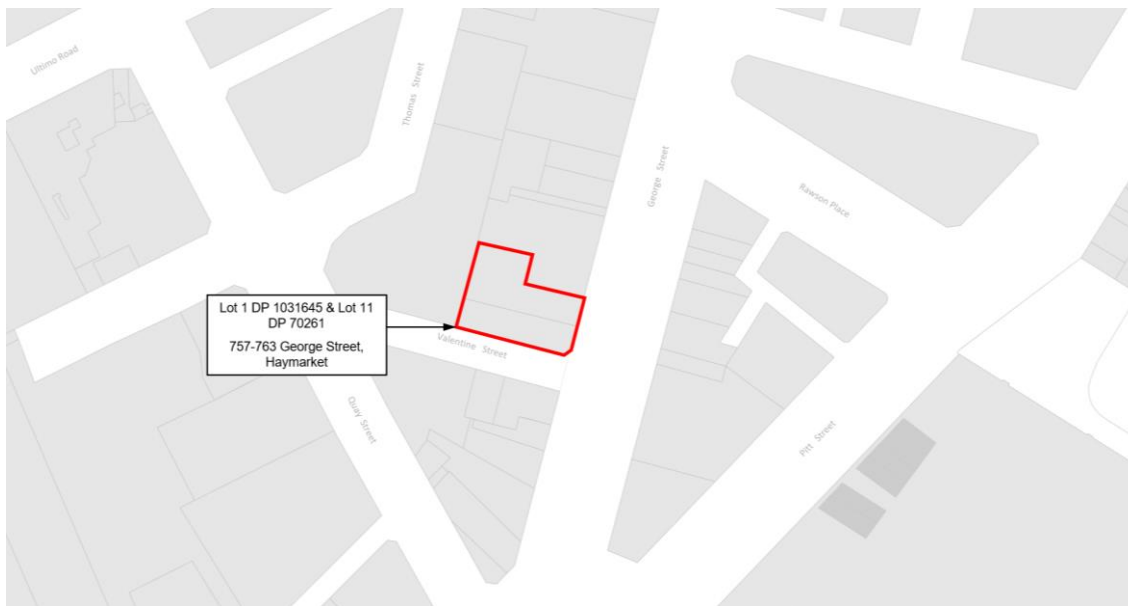 Ultimo Road
Thomas Street
George Street
Rawson Place
Lot 1 DP 1031645 & Lot 11
DP 70261
757-763 George Street,
Haymarket
Valentine Street
Quay Street
Pitt Street